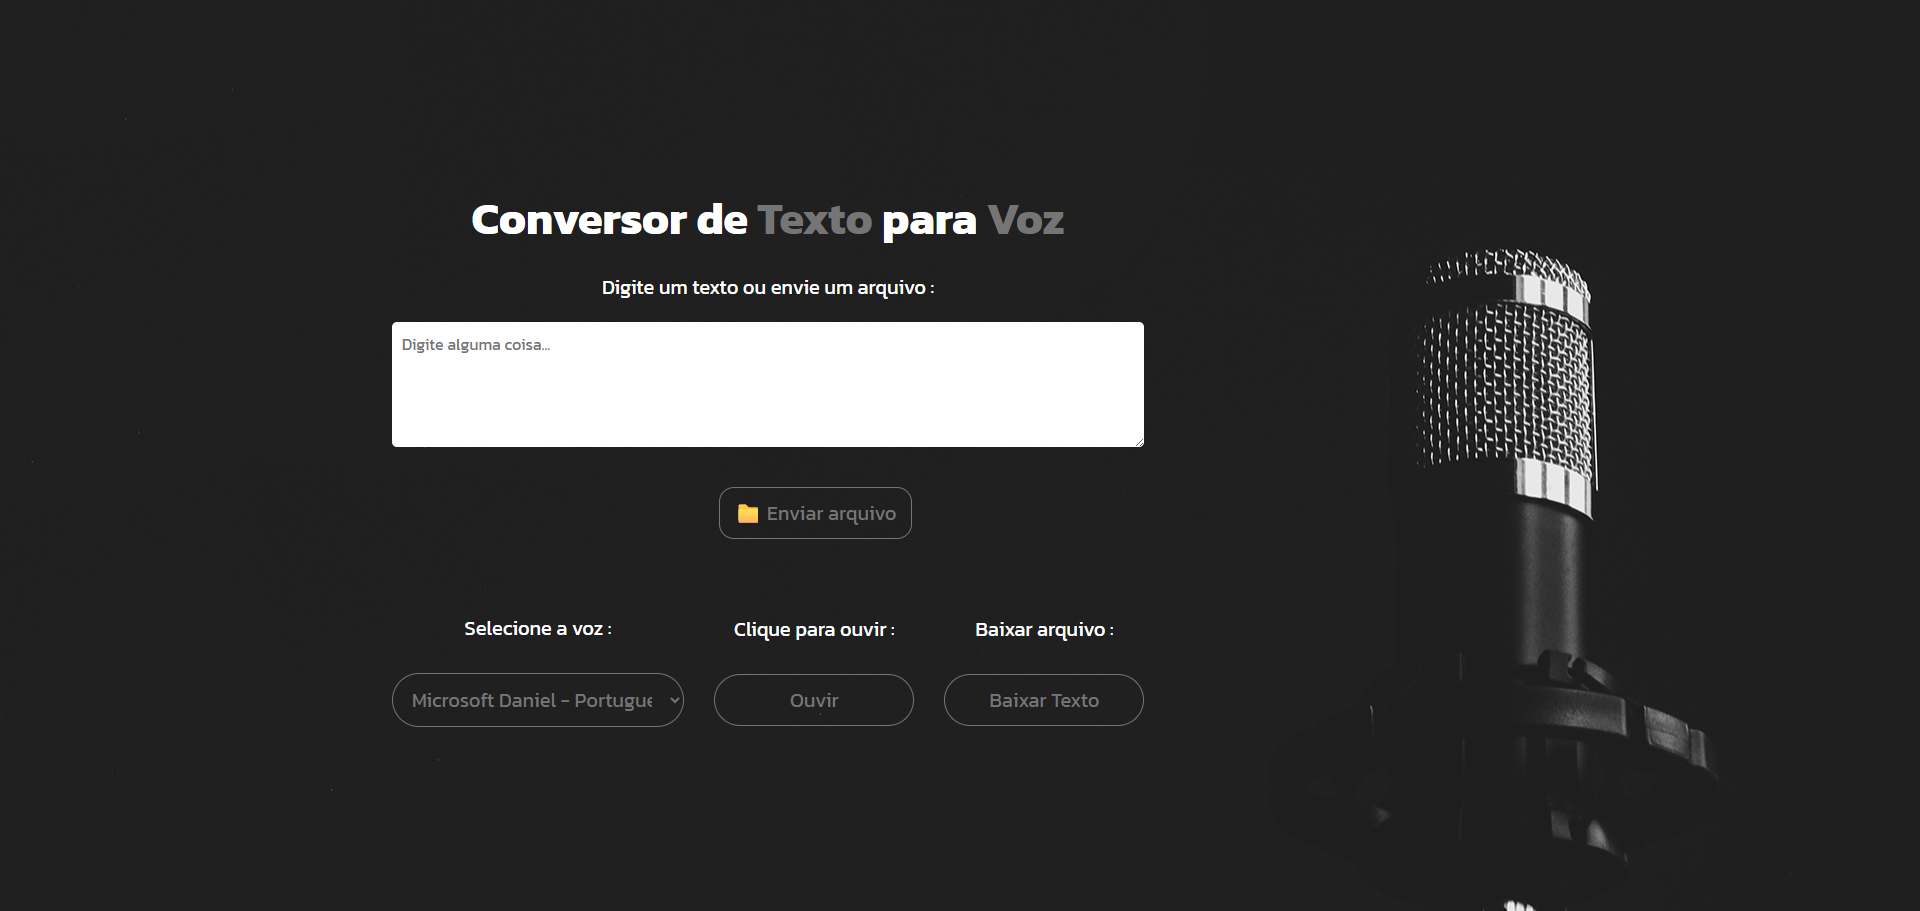 Conversor de Texto para Voz
Digite um texto ou envie um arquivo :
Digite alguma coisa...
Enviar arquivo
Selecione a voz :
Clique para ouvir :
Baixar arquivo :
Microsoft Daniel - Portugue
Ouvir
Baixar Texto